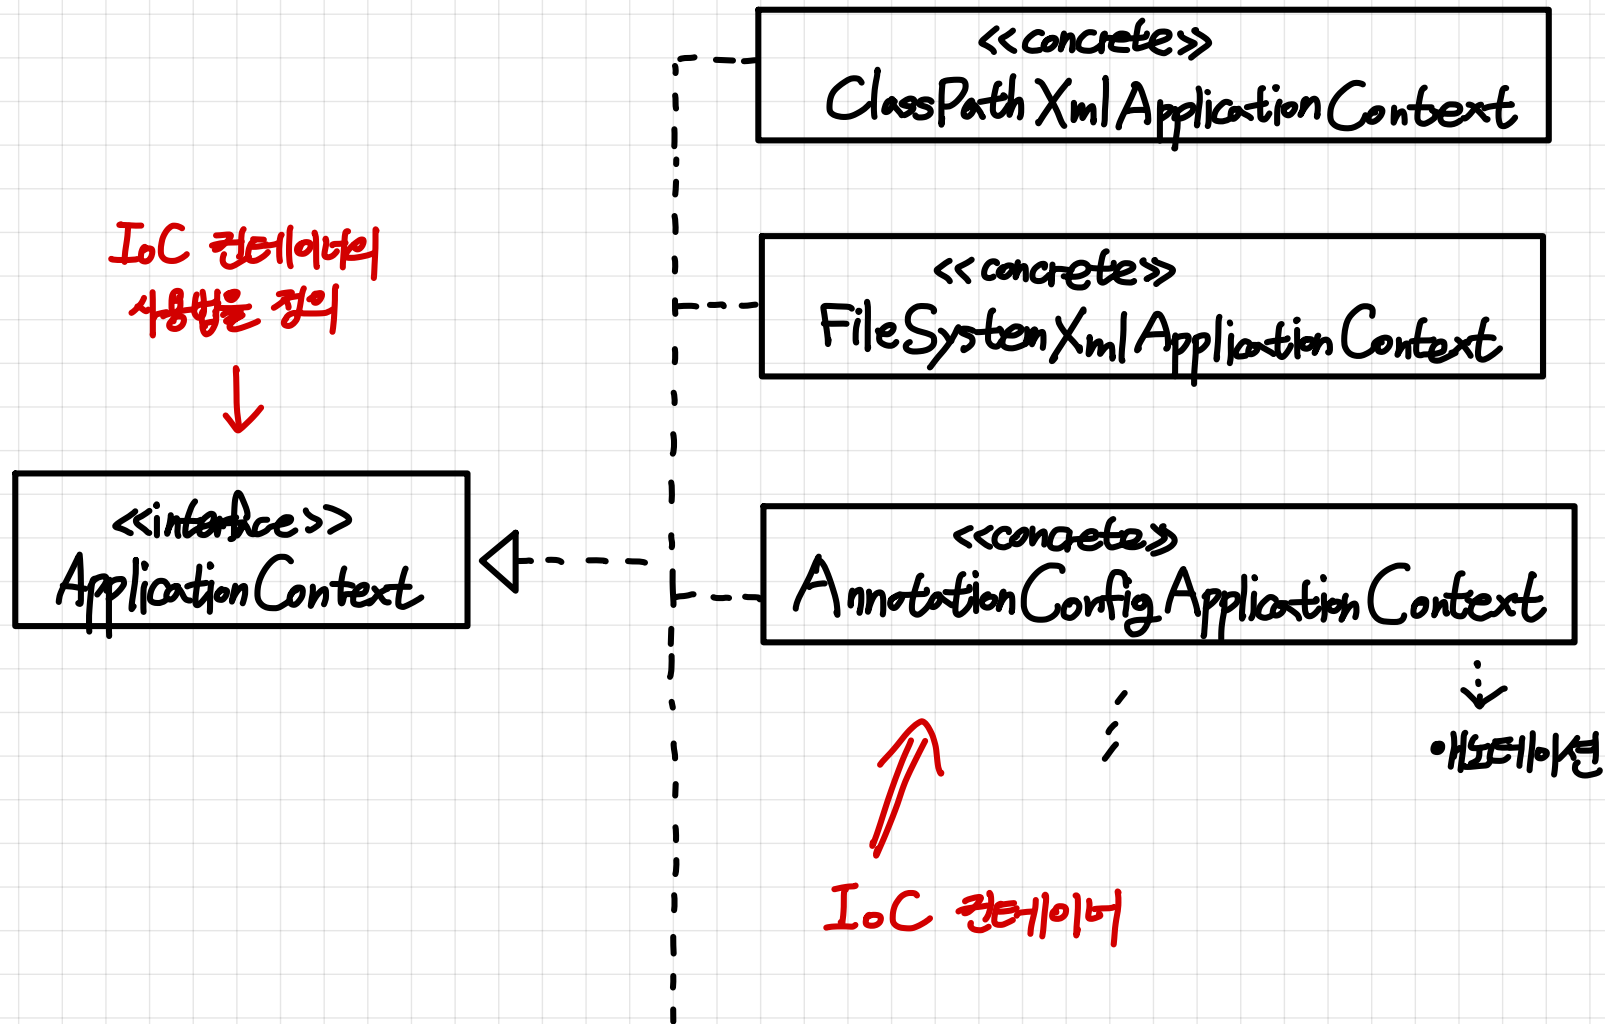 <<concrete>>
ClassPathXmlApplicationContext
IoC 컨테이너의
사용법을 정의
<<concrete>>
FileSystenXmlApplicationContext
<<interface>>
ApplicationContext
<<concrete>>
AnnotationConfigApplicationContext
•애노테이션
IoC 컨테이너